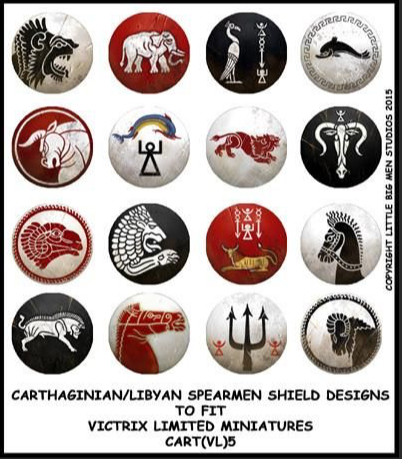 COPYRIGHT LITTLE BIG MEN STUDIOS 2015
CARTHAGINIAN/LIBYAN SPEARMEN SHIELD DESIGNS
TO FIT
VICTRIX LIMITED MINIATURES
CART(VL)5